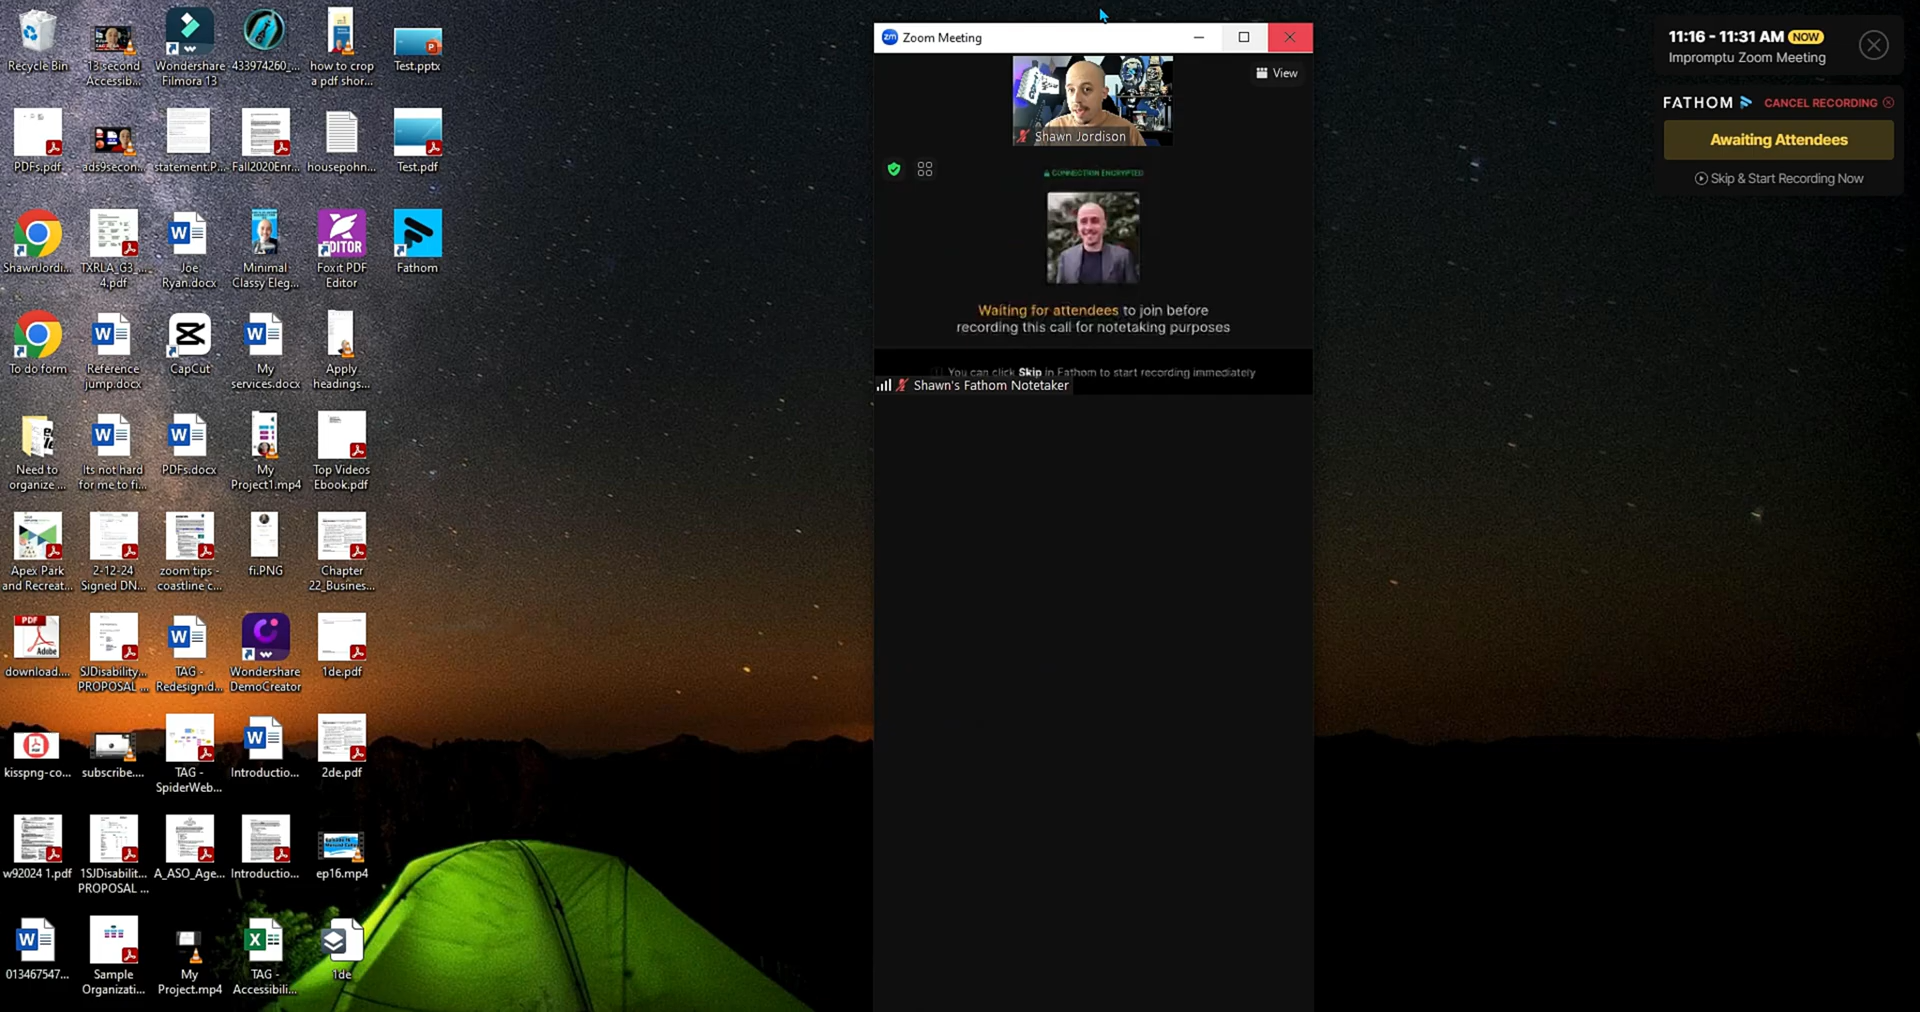 Recycle Bin
13 second
Accessib...
Wondershare
Filmora 13
433974260_...
how to crop
a pdf shor...
Test.pptx
PDFs.pdf
ads9secon...
statement.P...
Fall2020Enr...
housepohn...
Test.pdf
ShawnJordi...
TXRLA_G3_...
4.pdf
Joe
Ryan.docx
Minimal
Classy Eleg...
EDITOR
Foxit PDF
Editor
Fathom
To do form
Reference
jump.docx
CapCut
My
services.docx
Apply
headings...
Need to
organize ...
Its not hard
for me to fi...
PDFs.docx
My
Project1.mp4
Top Videos
Ebook.pdf
Apex Park
and Recreat...
2-12-24
Signed DN...
zoom tips -
coastline c...
fi.PNG
Chapter
22_Busines...
PDF
Adobe
download....
SJDisability...
PROPOSAL ...
TAG -
Redesign.d...
Wondershare
DemoCreator
1de.pdf
kisspng-co...
subscribe....
TAG -
SpiderWeb...
Introductio...
2de.pdf
w92024 1.pdf
1SJDisabilit...
PROPOSAL ...
A_ASO_Age...
Introductio...
ep16.mp4
013467547...
Sample
Organizati...
My
Project.mp4
TAG -
Accessibili...
1de
zm Zoom Meeting
View
Shawn Jordison
CONNECTION ENCRYPTED
Waiting for attendees to join before
recording this call for notetaking purposes
You can click Skip in Fathom to start recording immediately
Shawn's Fathom Notetaker
11:16 - 11:31 AM NOW
Impromptu Zoom Meeting
FATHOM CANCEL RECORDING
Awaiting Attendees
Skip & Start Recording Now